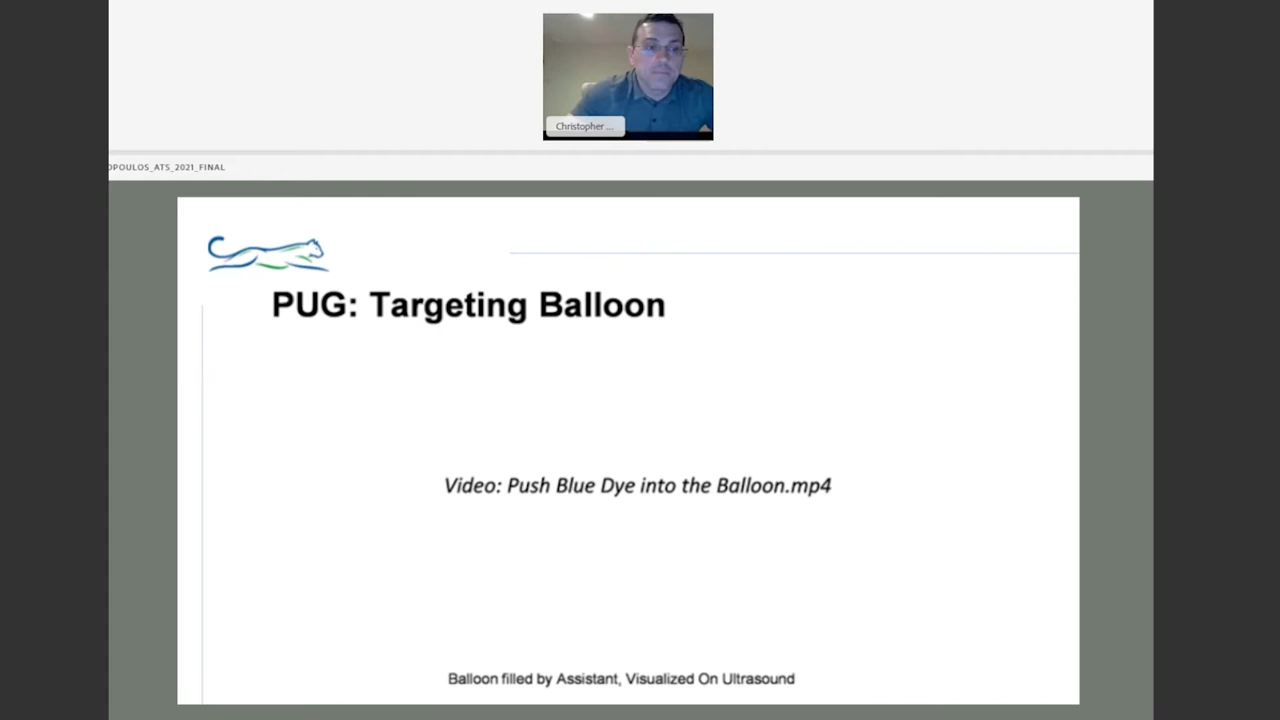 Christopher ...
OPOULOS_ATS_2021_FINAL
PUG: Targeting Balloon
Video: Push Blue Dye into the Balloon.mp4
Balloon filled by Assistant, Visualized On Ultrasound